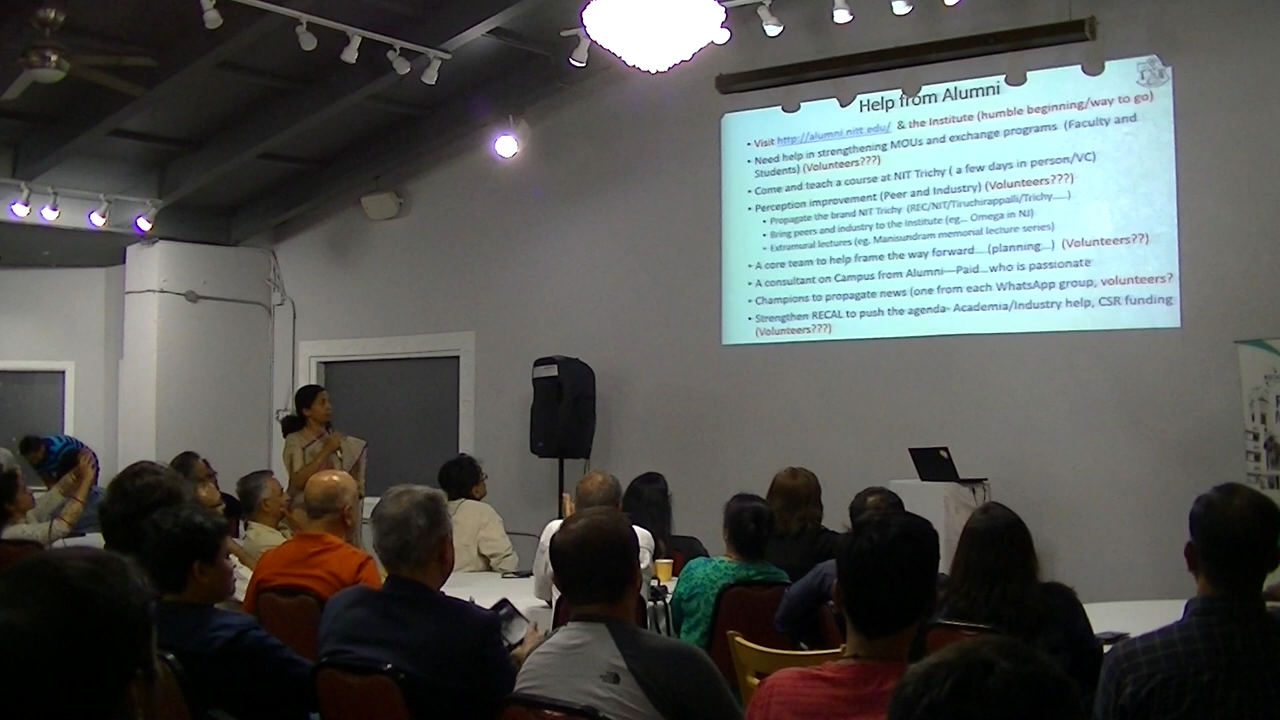 Help from Alumni
• Visit http://alumni.nitt.edu/ & the Institute (humble beginning/way to go)
• Need help in strengthening MOUs and exchange programs (Faculty and
Students) (Volunteers???)
• Come and teach a course at NIT Trichy ( a few days in person/VC)
• Perception improvement (Peer and Industry) (Volunteers???)
• Propagate the brand NIT Trichy (REC/NIT/Tiruchirappalli/Trichy.....)
• Bring peers and industry to the Institute (eg... Omega in NJ)
• Extramural lectures (eg. Manisundram memorial lecture series)
• A core team to help frame the way forward....(planning...) (Volunteers??)
• A consultant on Campus from Alumni—Paid...who is passionate
• Champions to propagate news (one from each WhatsApp group, volunteers?
• Strengthen RECAL to push the agenda- Academia/Industry help, CSR funding
(Volunteers???)